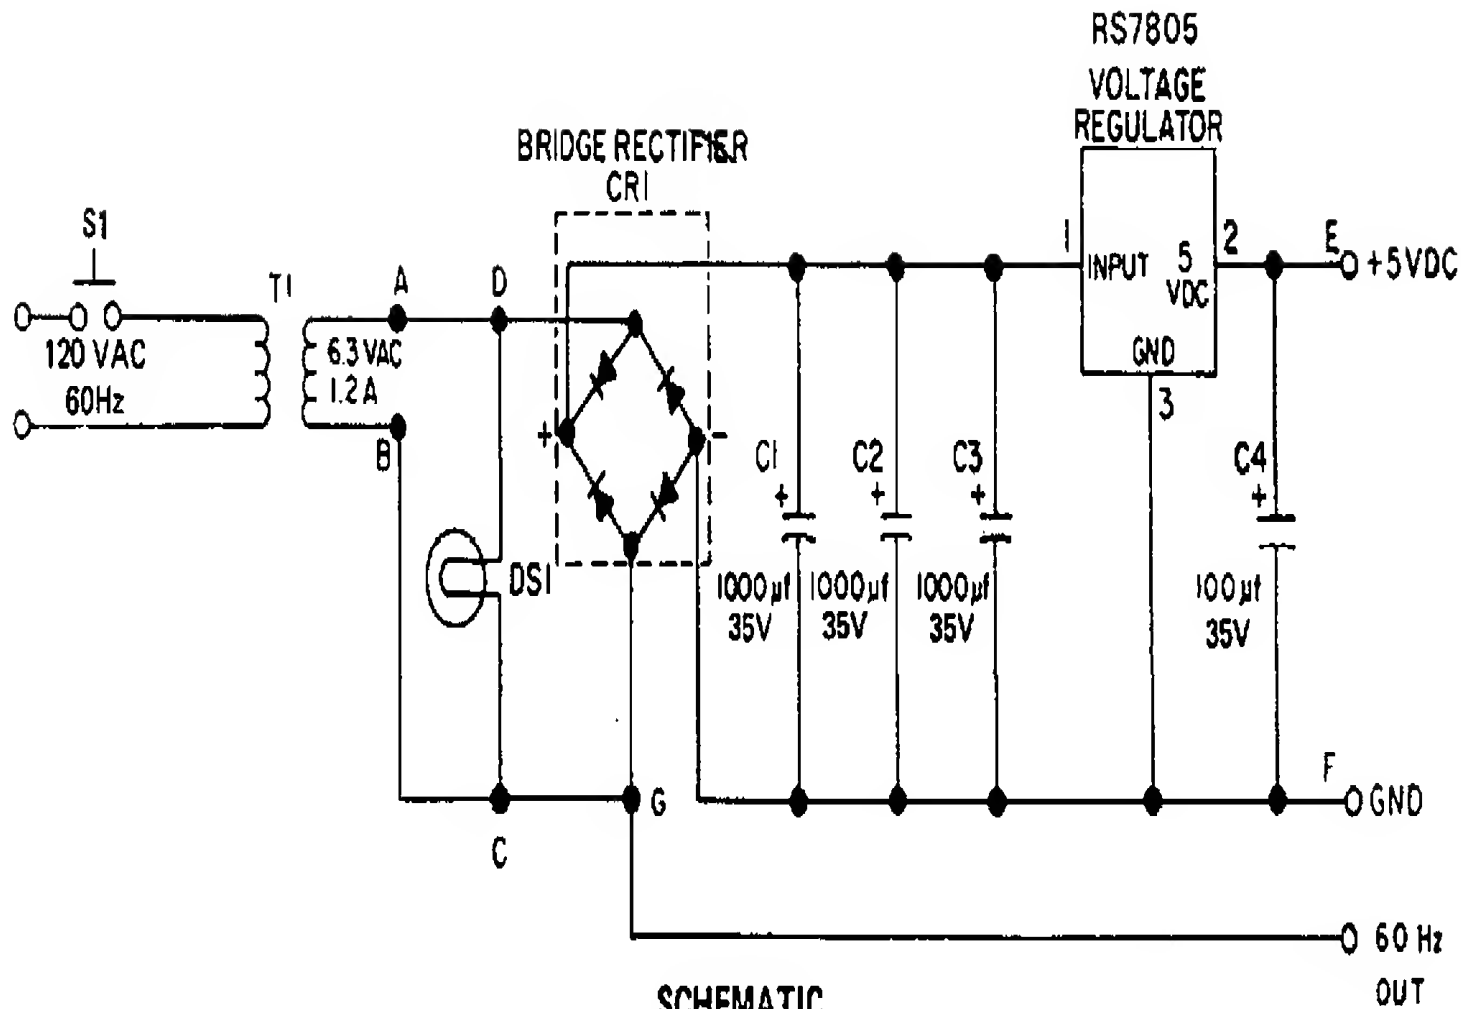 RS7805
VOLTAGE
REGULATOR
BRIDGE RECTIFIER
CR1
S1
T1
A
D
1
INPUT
5
VDC
2
E
+5VDC
120 VAC
60Hz
6.3 VAC
1.2 A
GND
3
B
+
-
C1
+
C2
+
C3
+
C4
+
DS1
1000µf
35V
1000µf
35V
1000µf
35V
100µf
35V
G
F
GND
C
60 Hz
OUT
SCHEMATIC